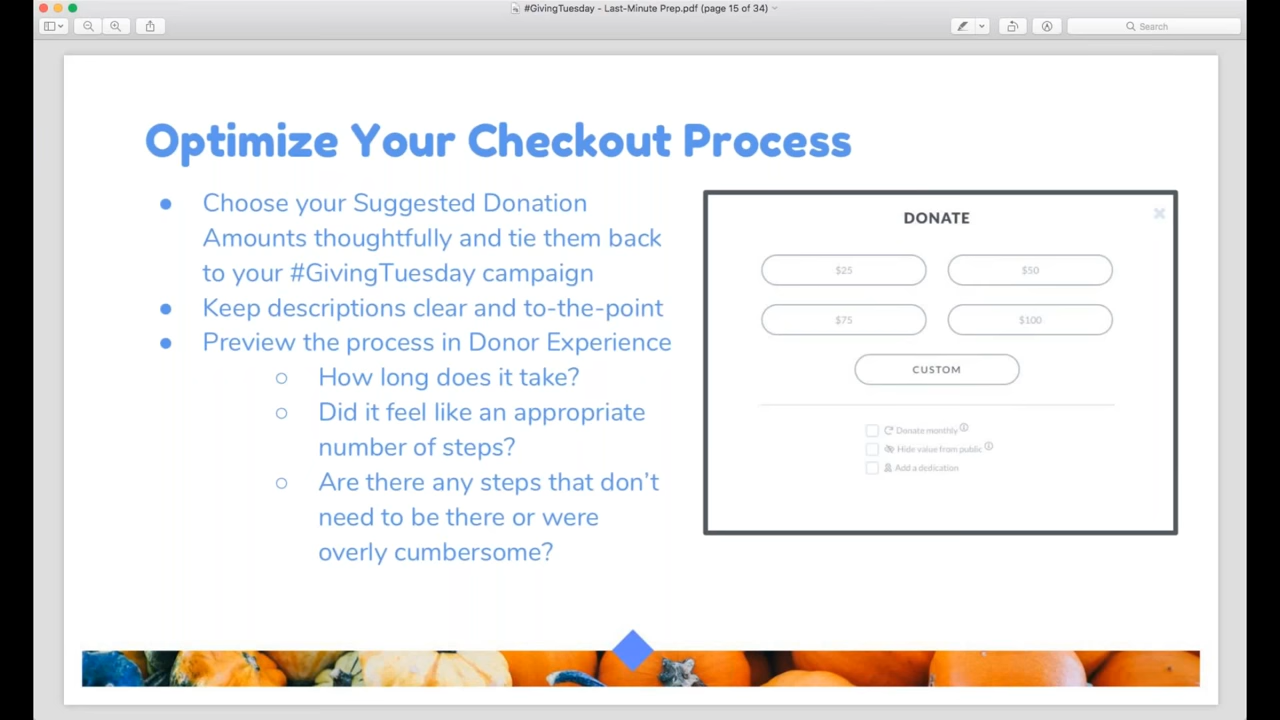 #GivingTuesday - Last-Minute Prep.pdf (page 15 of 34)
Search
Optimize Your Checkout Process
Choose your Suggested Donation
Amounts thoughtfully and tie them back
to your #GivingTuesday campaign
Keep descriptions clear and to-the-point
Preview the process in Donor Experience
How long does it take?
Did it feel like an appropriate
number of steps?
Are there any steps that don't
need to be there or were
overly cumbersome?
DONATE
$25 $50
$75 $100
CUSTOM
Donate monthly
Hide value from public
Add a dedication